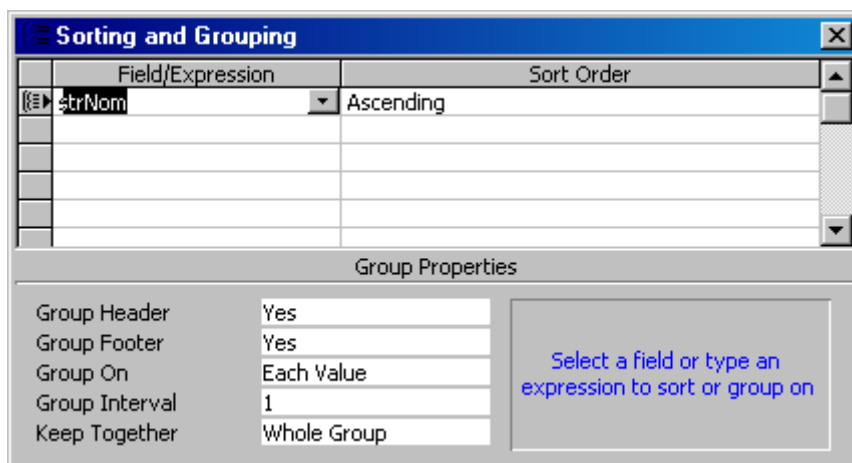 Sorting and Grouping
Field/Expression Sort Order
strNom Ascending
Group Properties
Group Header Yes
Group Footer Yes
Group On Each Value
Group Interval 1
Keep Together Whole Group
Select a field or type an
expression to sort or group on